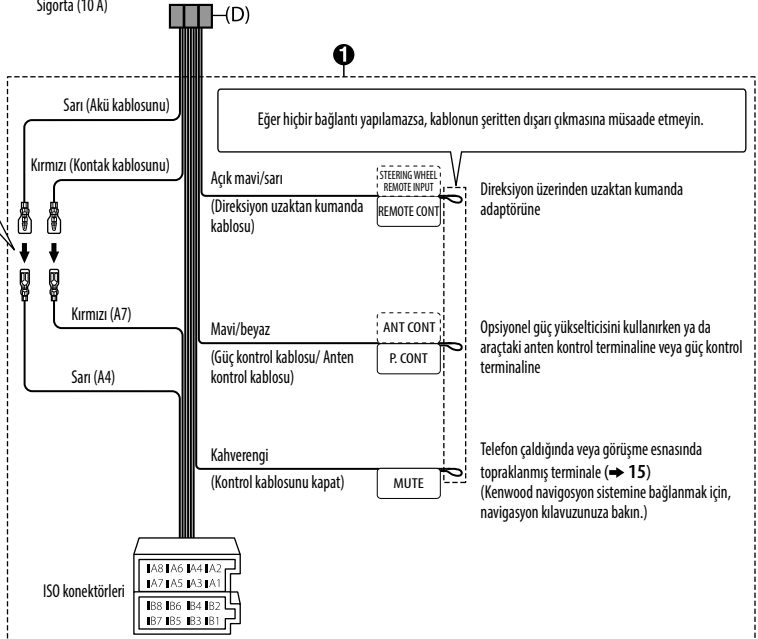 Sigorta (10 A)
(D)
1
Sarı (Akü kablosunu)
Eğer hiçbir bağlantı yapılamazsa, kablonun şeritten dışarı çıkmasına müsaade etmeyin.
Kırmızı (Kontak kablosunu)
Açık mavi/sarı
(Direksiyon uzaktan kumanda
kablosu)
STEERING WHEEL
REMOTE INPUT
REMOTE CONT
Direksiyon üzerinden uzaktan kumanda
adaptörüne
Kırmızı (A7)
Sarı (A4)
Mavi/beyaz
(Güç kontrol kablosu/ Anten
kontrol kablosu)
ANT CONT
P. CONT
Opsiyonel güç yükselticisini kullanırken ya da
araçtaki anten kontrol terminaline veya güç kontrol
terminaline
Kahverengi
(Kontrol kablosunu kapat)
MUTE
Telefon çaldığında veya görüşme esnasında
topraklanmış terminale (➔ 15)
(Kenwood navigosyon sistemine bağlanmak için,
navigasyon kılavuzunuza bakın.)
ISO konektörleri
A8 A6 A4 A2
A7 A5 A3 A1
B8 B6 B4 B2
B7 B5 B3 B1